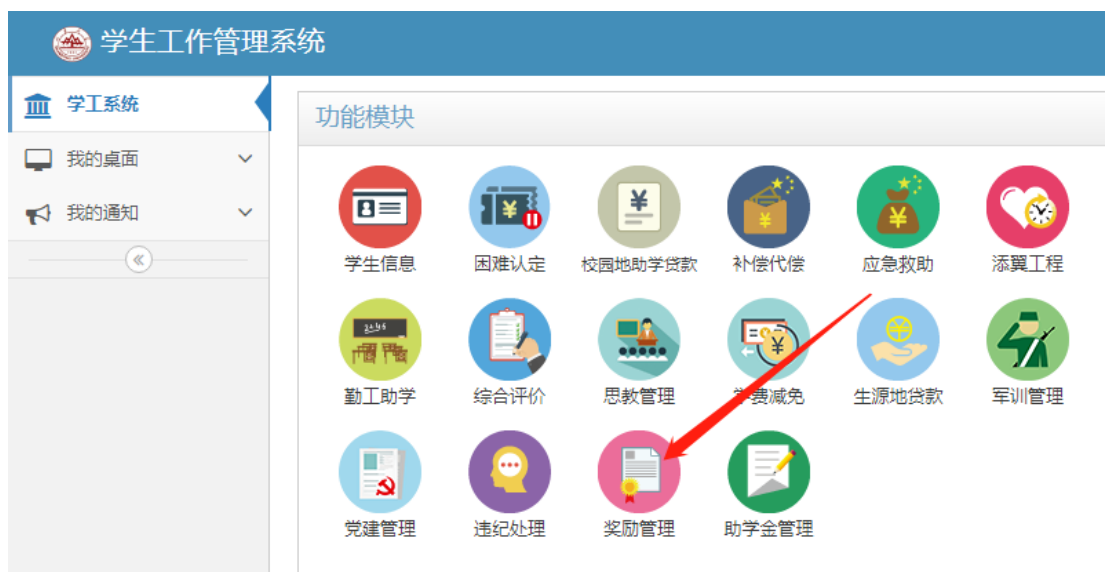 学生工作管理系统
学工系统
我的桌面
我的通知
功能模块
学生信息
困难认定
校园地助学贷款
补偿代偿
应急救助
添翼工程
勤工助学
综合评价
思教管理
学费减免
生源地贷款
军训管理
党建管理
违纪处理
奖励管理
助学金管理